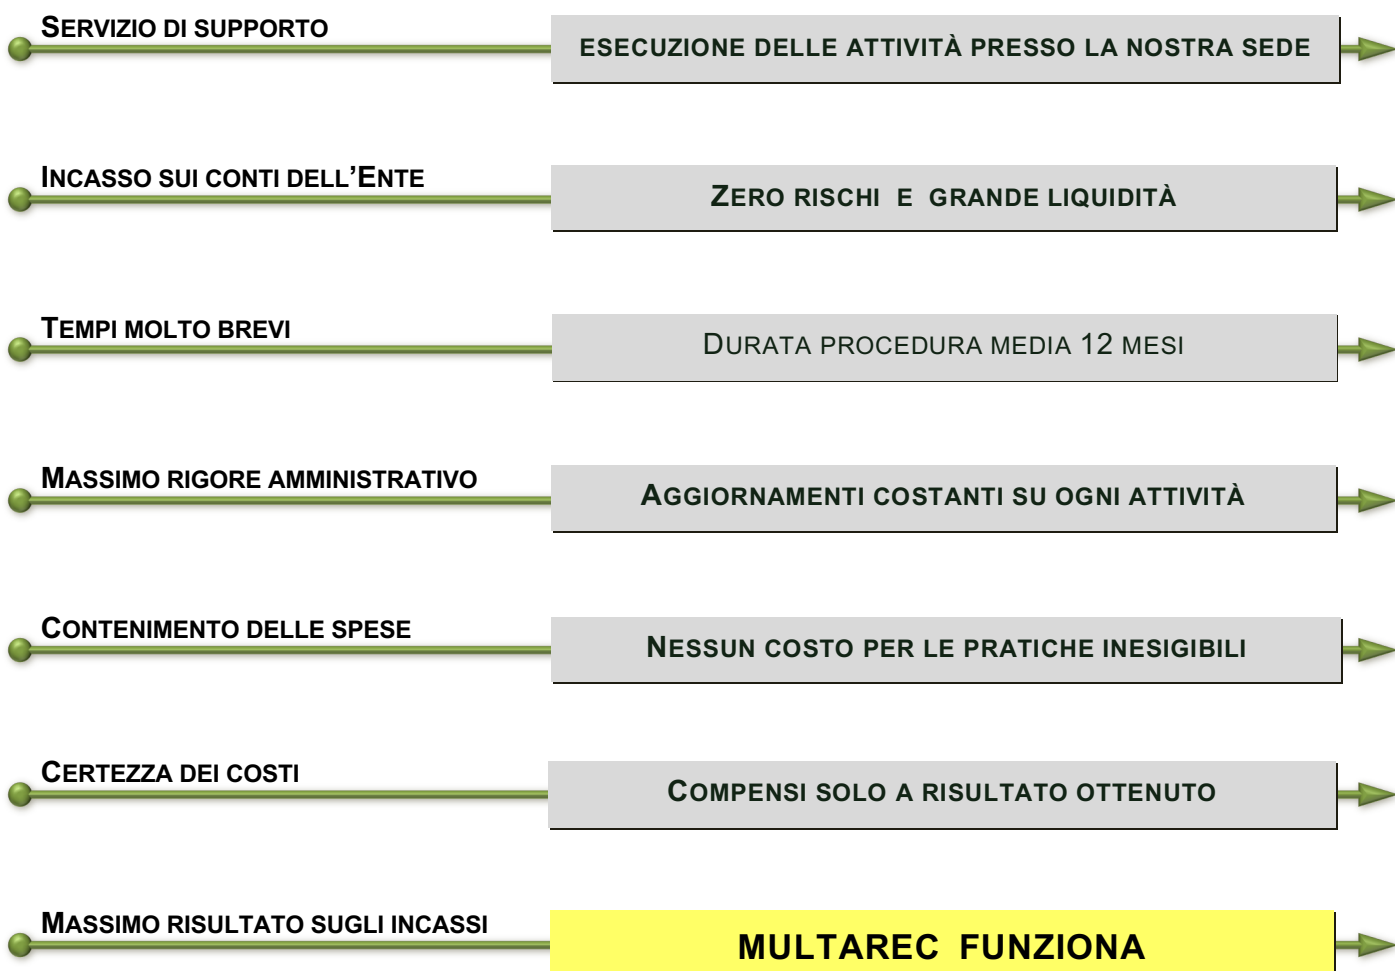 SERVIZIO DI SUPPORTO
ESECUZIONE DELLE ATTIVITÀ PRESSO LA NOSTRA SEDE
INCASSO SUI CONTI DELL’ENTE
ZERO RISCHI E GRANDE LIQUIDITÀ
TEMPI MOLTO BREVI
DURATA PROCEDURA MEDIA 12 MESI
MASSIMO RIGORE AMMINISTRATIVO
AGGIORNAMENTI COSTANTI SU OGNI ATTIVITÀ
CONTENIMENTO DELLE SPESE
NESSUN COSTO PER LE PRATICHE INESIGIBILI
CERTEZZA DEI COSTI
COMPENSI SOLO A RISULTATO OTTENUTO
MASSIMO RISULTATO SUGLI INCASSI
MULTAREC FUNZIONA